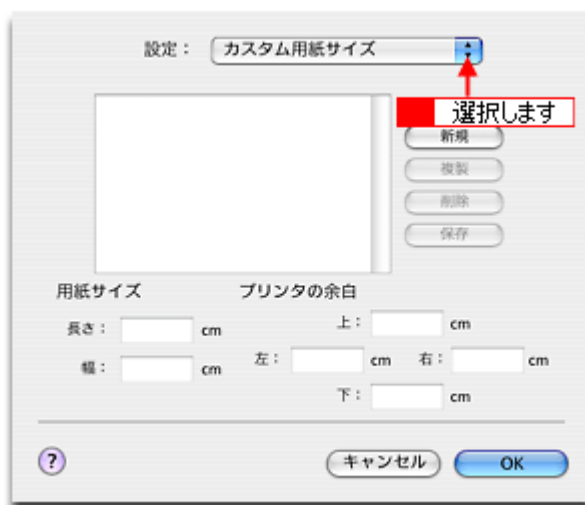 設定： カスタム用紙サイズ
選択します
新規
複製
削除
保存
用紙サイズ
プリンタの余白
長さ： cm
上： cm
幅： cm
左： cm 右： cm
下： cm
? キャンセル OK